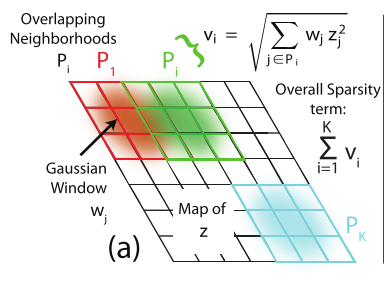 Overlapping
Neighborhoods
P_i P_1 P_i } v_i = √(∑_{j∈P_i} w_j z_j^2)
Overall Sparsity
term:
∑_{i=1}^{K} v_i
Gaussian
Window
w_j
Map of
z
P_K
(a)